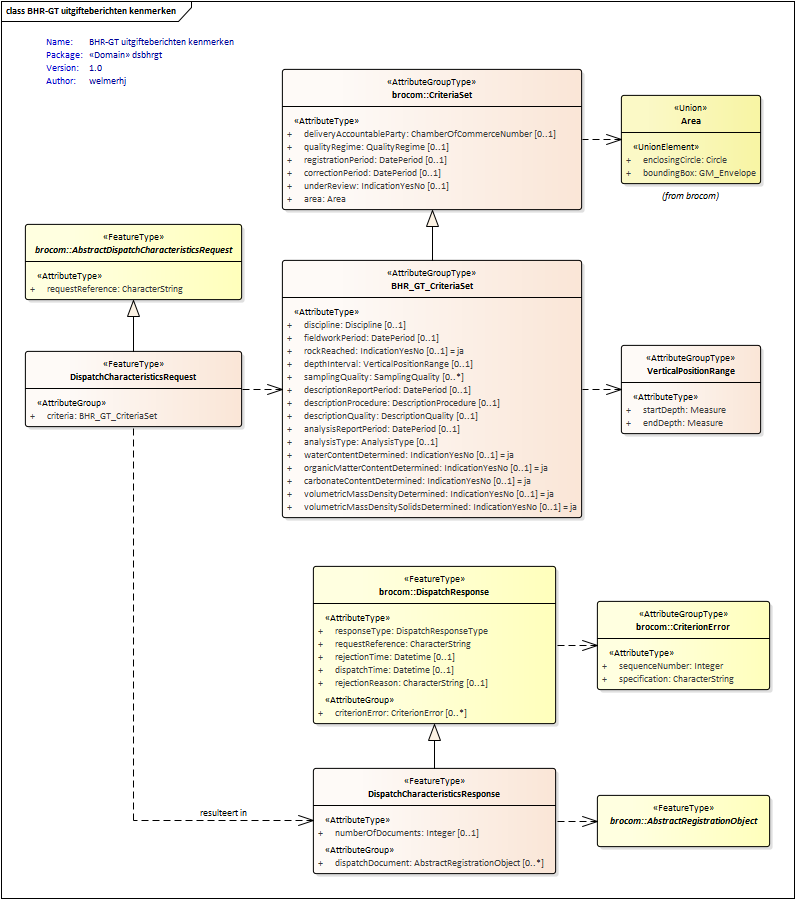 class BHR-GT uitgifteberichten kenmerken
Name: BHR-GT uitgifteberichten kenmerken
Package: «Domain» dsbhrgt
Version: 1.0
Author: welmerhj
«AttributeGroupType»
brocom::CriteriaSet
«AttributeType»
+ deliveryAccountableParty: ChamberOfCommerceNumber [0..1]
+ qualityRegime: QualityRegime [0..1]
+ registrationPeriod: DatePeriod [0..1]
+ correctionPeriod: DatePeriod [0..1]
+ underReview: IndicationYesNo [0..1]
+ area: Area
«Union»
Area
«UnionElement»
+ enclosingCircle: Circle
+ boundingBox: GM_Envelope
(from brocom)
«FeatureType»
brocom::AbstractDispatchCharacteristicsRequest
«AttributeType»
+ requestReference: CharacterString
«AttributeGroupType»
BHR_GT_CriteriaSet
«AttributeType»
+ discipline: Discipline [0..1]
+ fieldworkPeriod: DatePeriod [0..1]
+ rockReached: IndicationYesNo [0..1] = ja
+ depthInterval: VerticalPositionRange [0..1]
+ samplingQuality: SamplingQuality [0..*]
+ descriptionReportPeriod: DatePeriod [0..1]
+ descriptionProcedure: DescriptionProcedure [0..1]
+ descriptionQuality: DescriptionQuality [0..1]
+ analysisReportPeriod: DatePeriod [0..1]
+ analysisType: AnalysisType [0..1]
+ waterContentDetermined: IndicationYesNo [0..1] = ja
+ organicMatterContentDetermined: IndicationYesNo [0..1] = ja
+ carbonateContentDetermined: IndicationYesNo [0..1] = ja
+ volumetricMassDensityDetermined: IndicationYesNo [0..1] = ja
+ volumetricMassDensitySolidsDetermined: IndicationYesNo [0..1] = ja
«FeatureType»
DispatchCharacteristicsRequest
«AttributeGroup»
+ criteria: BHR_GT_CriteriaSet
«AttributeGroupType»
VerticalPositionRange
«AttributeType»
+ startDepth: Measure
+ endDepth: Measure
«FeatureType»
brocom::DispatchResponse
«AttributeType»
+ responseType: DispatchResponseType
+ requestReference: CharacterString
+ rejectionTime: Datetime [0..1]
+ dispatchTime: Datetime [0..1]
+ rejectionReason: CharacterString [0..1]
«AttributeGroup»
+ criterionError: CriterionError [0..*]
«AttributeGroupType»
brocom::CriterionError
«AttributeType»
+ sequenceNumber: Integer
+ specification: CharacterString
resulteert in
«FeatureType»
DispatchCharacteristicsResponse
«AttributeType»
+ numberOfDocuments: Integer [0..1]
«AttributeGroup»
+ dispatchDocument: AbstractRegistrationObject [0..*]
«FeatureType»
brocom::AbstractRegistrationObject